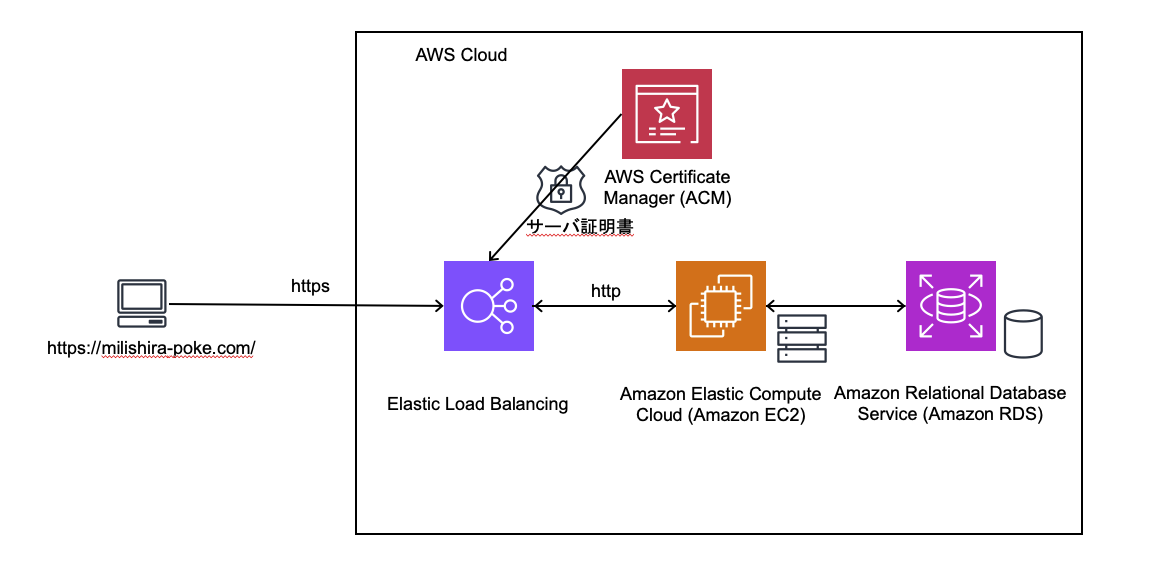 AWS Cloud
AWS Certificate
Manager (ACM)
サーバ証明書
https
http
https://milishira-poke.com/
Elastic Load Balancing
Amazon Elastic Compute
Cloud (Amazon EC2)
Amazon Relational Database
Service (Amazon RDS)